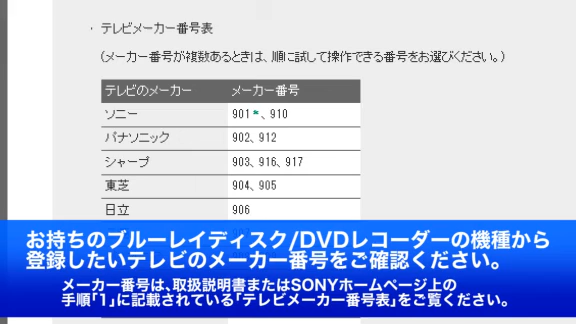 ・ テレビメーカー番号表
(メーカー番号が複数あるときは、順に試して操作できる番号をお選びください。)
テレビのメーカー メーカー番号
ソニー 901*、910
パナソニック 902、912
シャープ 903、916、917
東芝 904、905
日立 906
お持ちのブルーレイディスク/DVDレコーダーの機種から
登録したいテレビのメーカー番号をご確認ください。
メーカー番号は、取扱説明書またはSONYホームページ上の
手順「1」に記載されている「テレビメーカー番号表」をご覧ください。